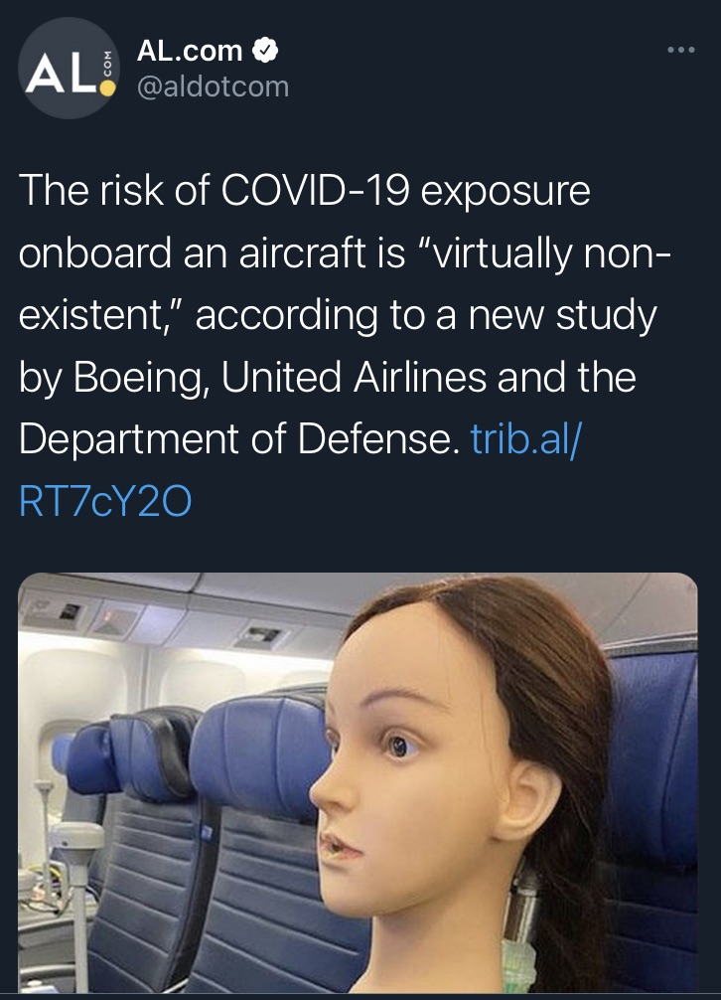 AL.COM
AL.com
@aldotcom
The risk of COVID-19 exposure
onboard an aircraft is “virtually non-
existent,” according to a new study
by Boeing, United Airlines and the
Department of Defense. trib.al/
RT7cY2O